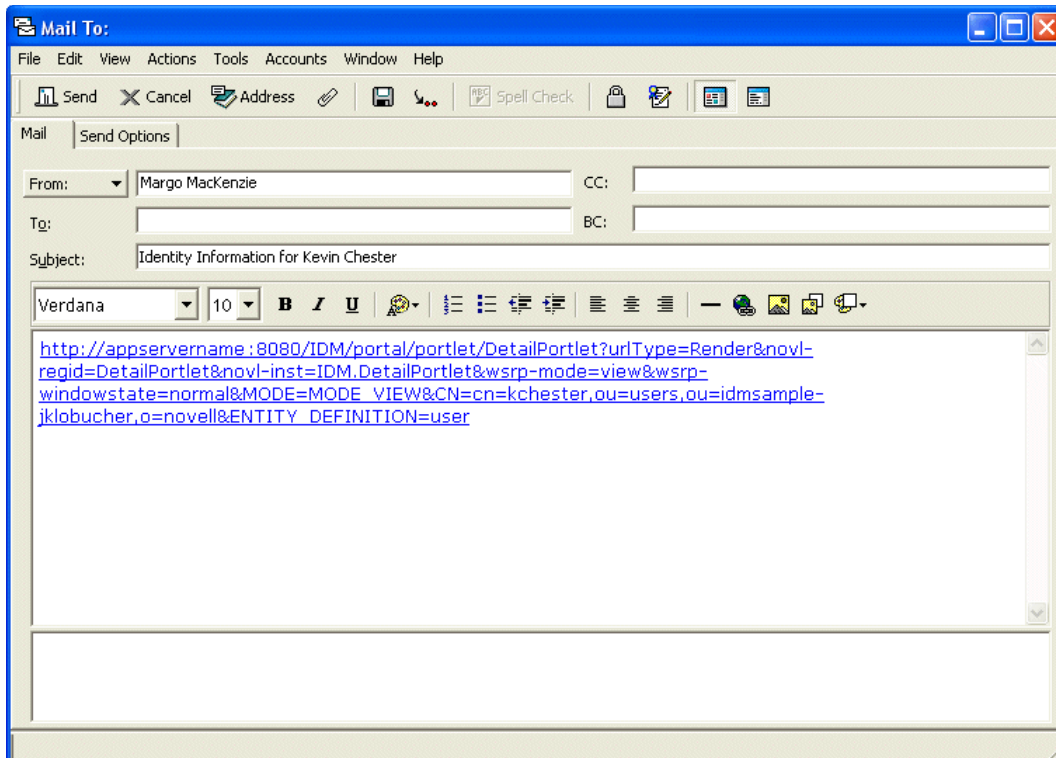 Mail To:
File Edit View Actions Tools Accounts Window Help
Send Cancel Address ABC Spell Check
Mail Send Options
From: Margo MacKenzie CC:
To: BC:
Subject: Identity Information for Kevin Chester
Verdana 10 B I U
http://appservername:8080/IDM/portal/portlet/DetailPortlet?urlType=Render&novl-
regid=DetailPortlet&novl-inst=IDM.DetailPortlet&wsrp-mode=view&wsrp-
windowstate=normal&MODE=MODE_VIEW&CN=cn=kchester,ou=users,ou=idmsample-
jklobucher,o=novell&ENTITY_DEFINITION=user